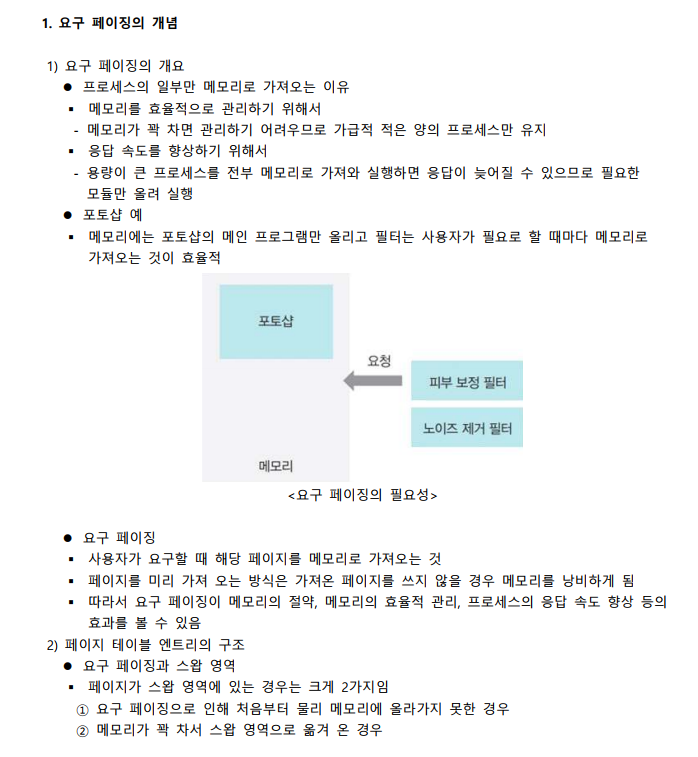 1. 요구 페이징의 개념
1) 요구 페이징의 개요
● 프로세스의 일부만 메모리로 가져오는 이유
▪ 메모리를 효율적으로 관리하기 위해서
- 메모리가 꽉 차면 관리하기 어려우므로 가급적 적은 양의 프로세스만 유지
▪ 응답 속도를 향상하기 위해서
- 용량이 큰 프로세스를 전부 메모리로 가져와 실행하면 응답이 늦어질 수 있으므로 필요한
모듈만 올려 실행
● 포토샵 예
▪ 메모리에는 포토샵의 메인 프로그램만 올리고 필터는 사용자가 필요로 할 때마다 메모리로
가져오는 것이 효율적
포토샵
요청
피부 보정 필터
노이즈 제거 필터
메모리
<요구 페이징의 필요성>
● 요구 페이징
▪ 사용자가 요구할 때 해당 페이지를 메모리로 가져오는 것
▪ 페이지를 미리 가져 오는 방식은 가져온 페이지를 쓰지 않을 경우 메모리를 낭비하게 됨
▪ 따라서 요구 페이징이 메모리의 절약, 메모리의 효율적 관리, 프로세스의 응답 속도 향상 등의
효과를 볼 수 있음
2) 페이지 테이블 엔트리의 구조
● 요구 페이징과 스왑 영역
▪ 페이지가 스왑 영역에 있는 경우는 크게 2가지임
① 요구 페이징으로 인해 처음부터 물리 메모리에 올라가지 못한 경우
② 메모리가 꽉 차서 스왑 영역으로 옮겨 온 경우